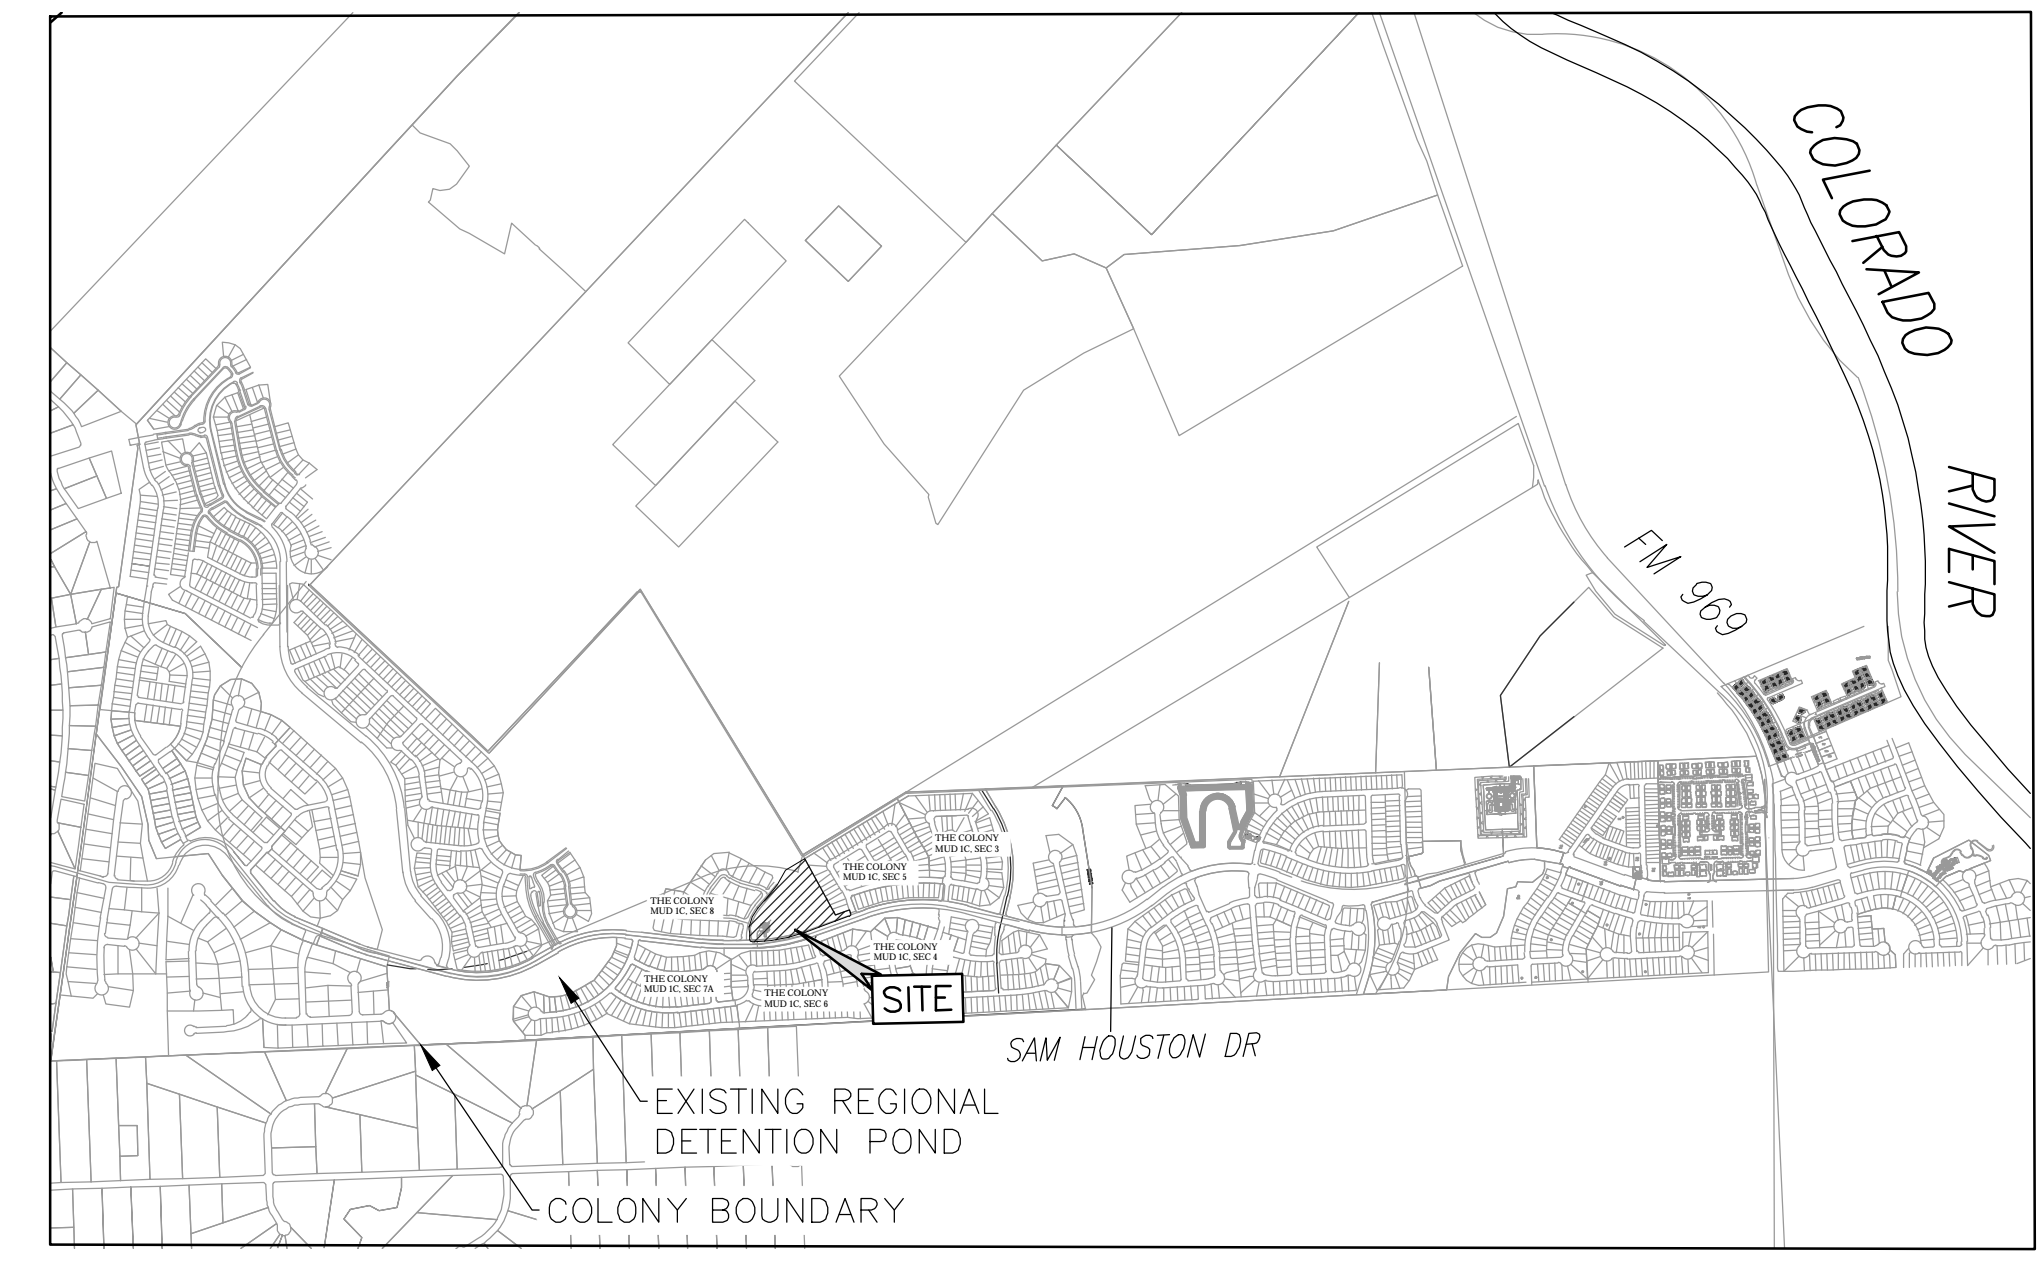 COLORADO
RIVER
FM 969
THE COLONY
MUD 1C, SEC 3
THE COLONY
MUD 1C, SEC 5
THE COLONY
MUD 1C, SEC 8
THE COLONY
MUD 1C, SEC 4
THE COLONY
MUD 1C, SEC 7A
THE COLONY
MUD 1C, SEC 6
SITE
SAM HOUSTON DR
EXISTING REGIONAL
DETENTION POND
COLONY BOUNDARY